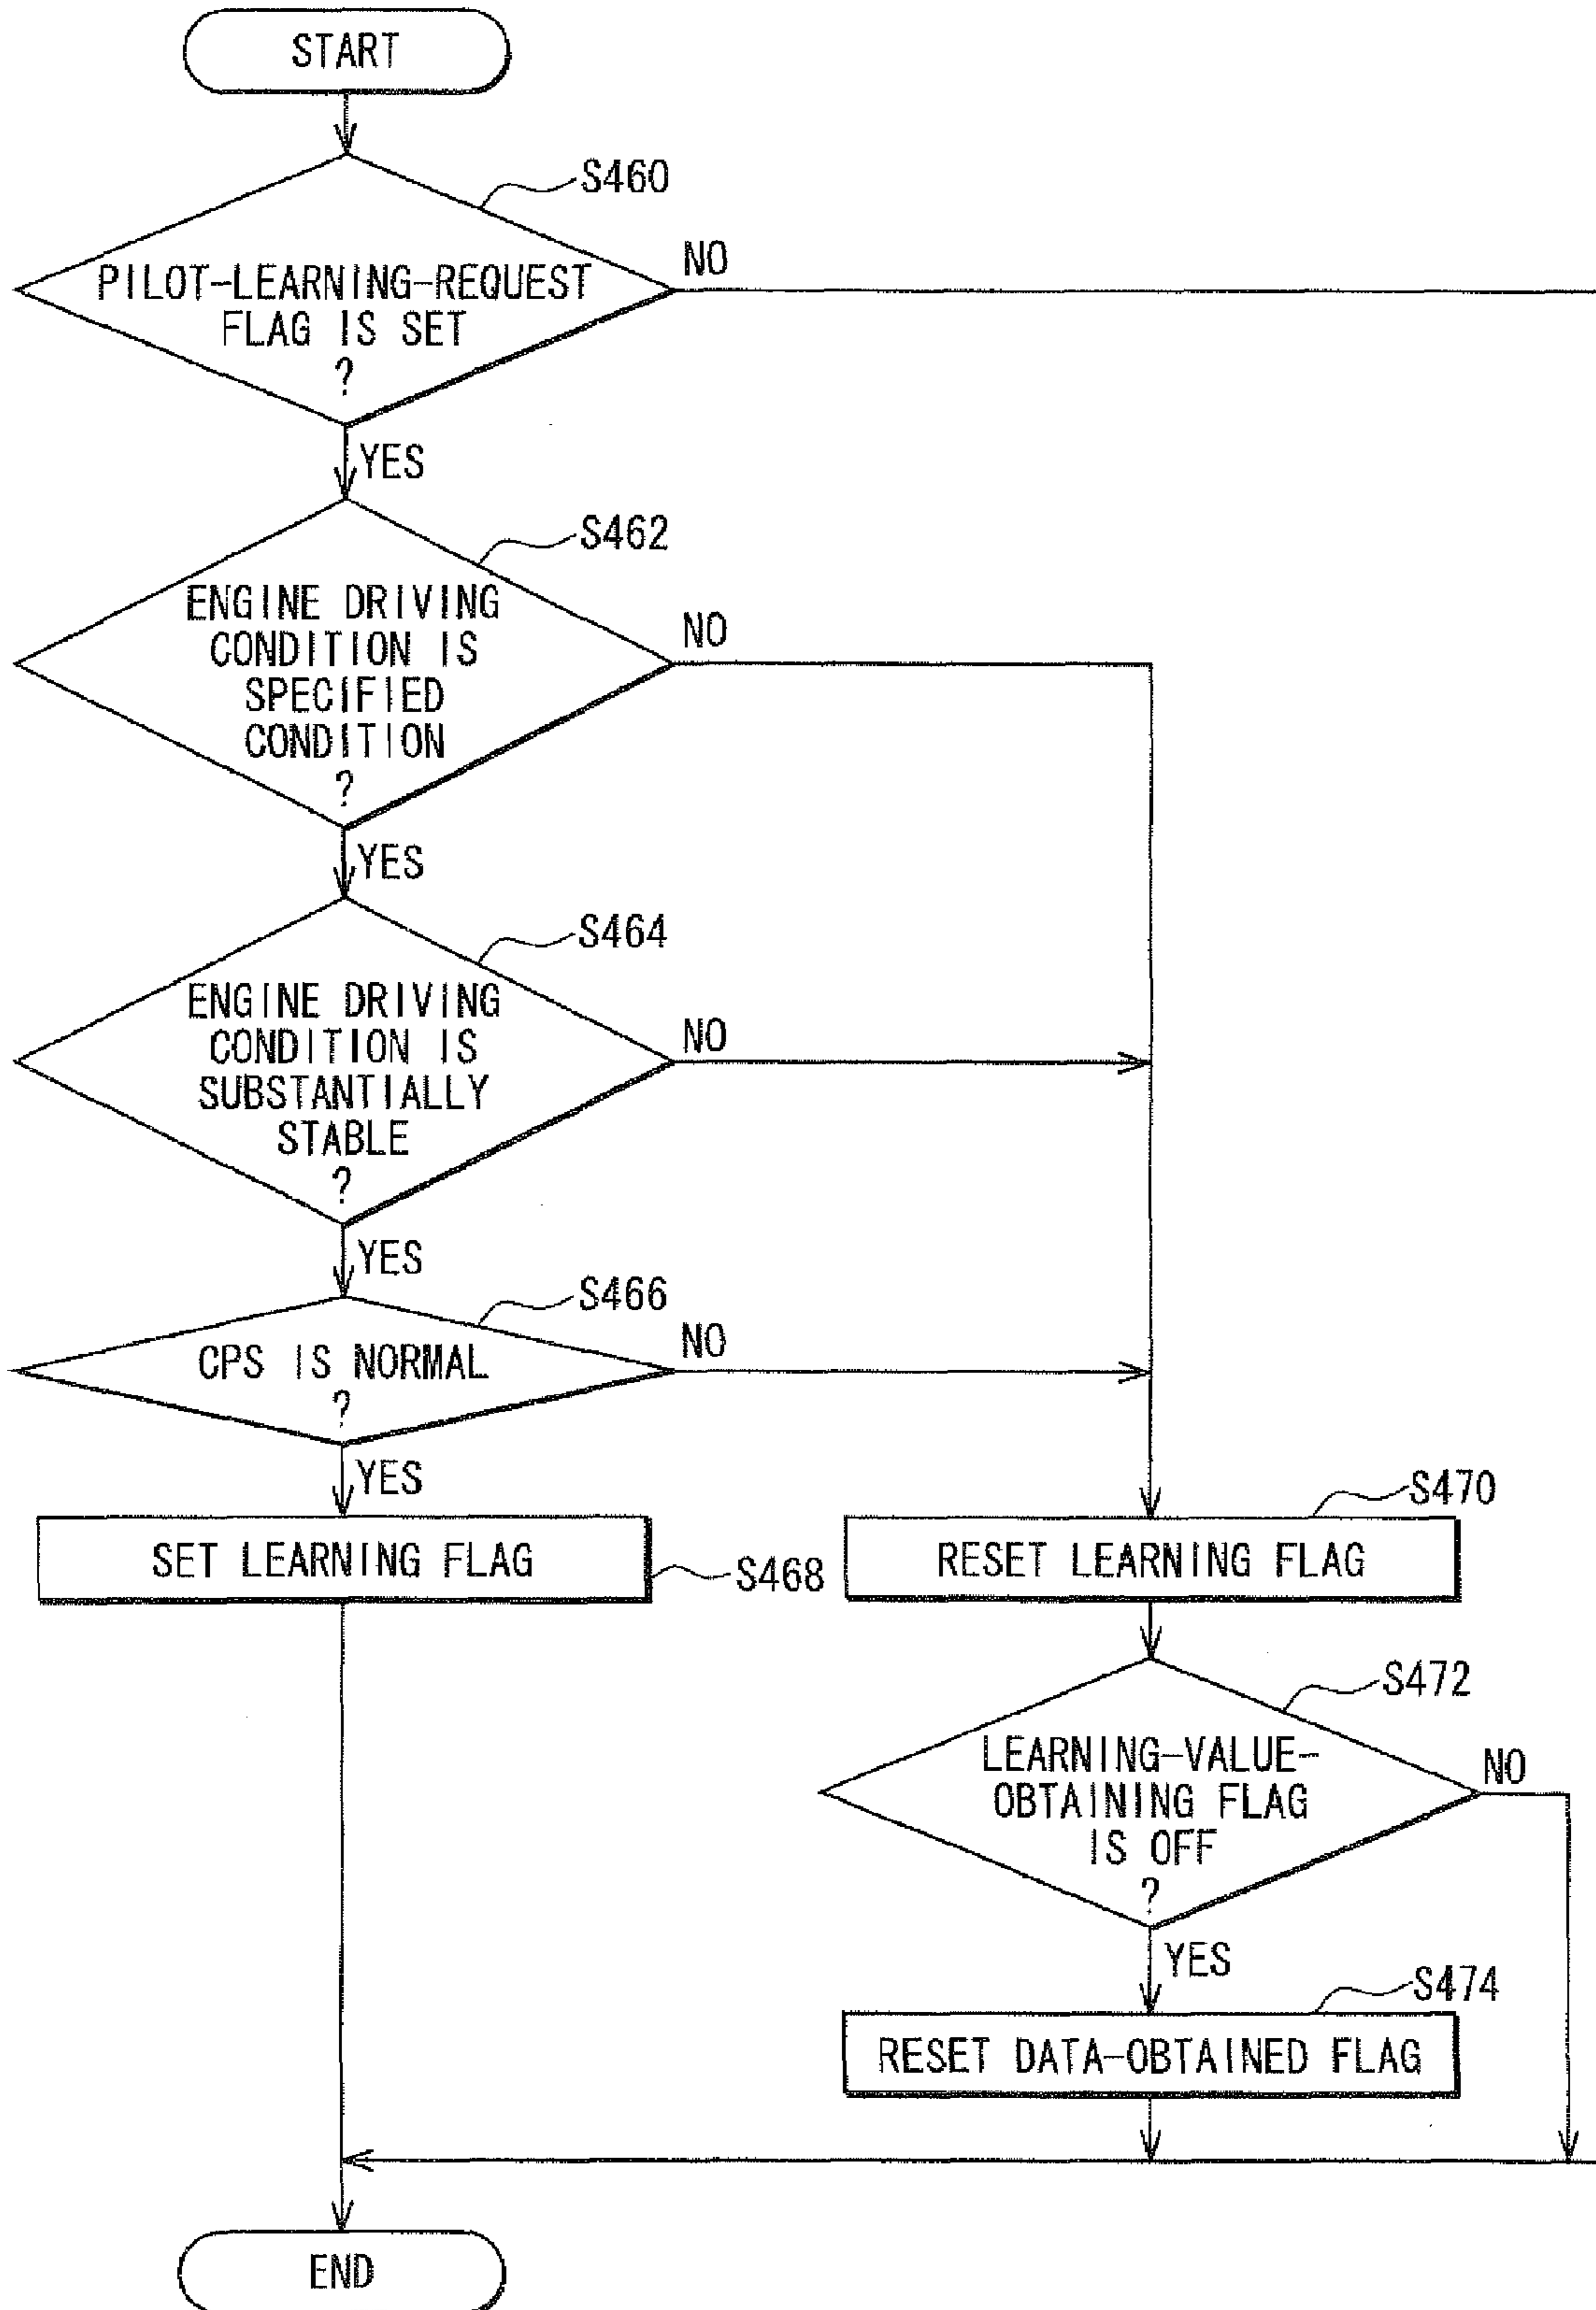 START
S460
PILOT-LEARNING-REQUEST
FLAG IS SET
?
NO
YES
S462
ENGINE DRIVING
CONDITION IS
SPECIFIED
CONDITION
?
NO
YES
S464
ENGINE DRIVING
CONDITION IS
SUBSTANTIALLY
STABLE
?
NO
YES
S466
CPS IS NORMAL
?
NO
YES
SET LEARNING FLAG
S468
S470
RESET LEARNING FLAG
S472
LEARNING-VALUE-
OBTAINING FLAG
IS OFF
?
NO
YES
S474
RESET DATA-OBTAINED FLAG
END